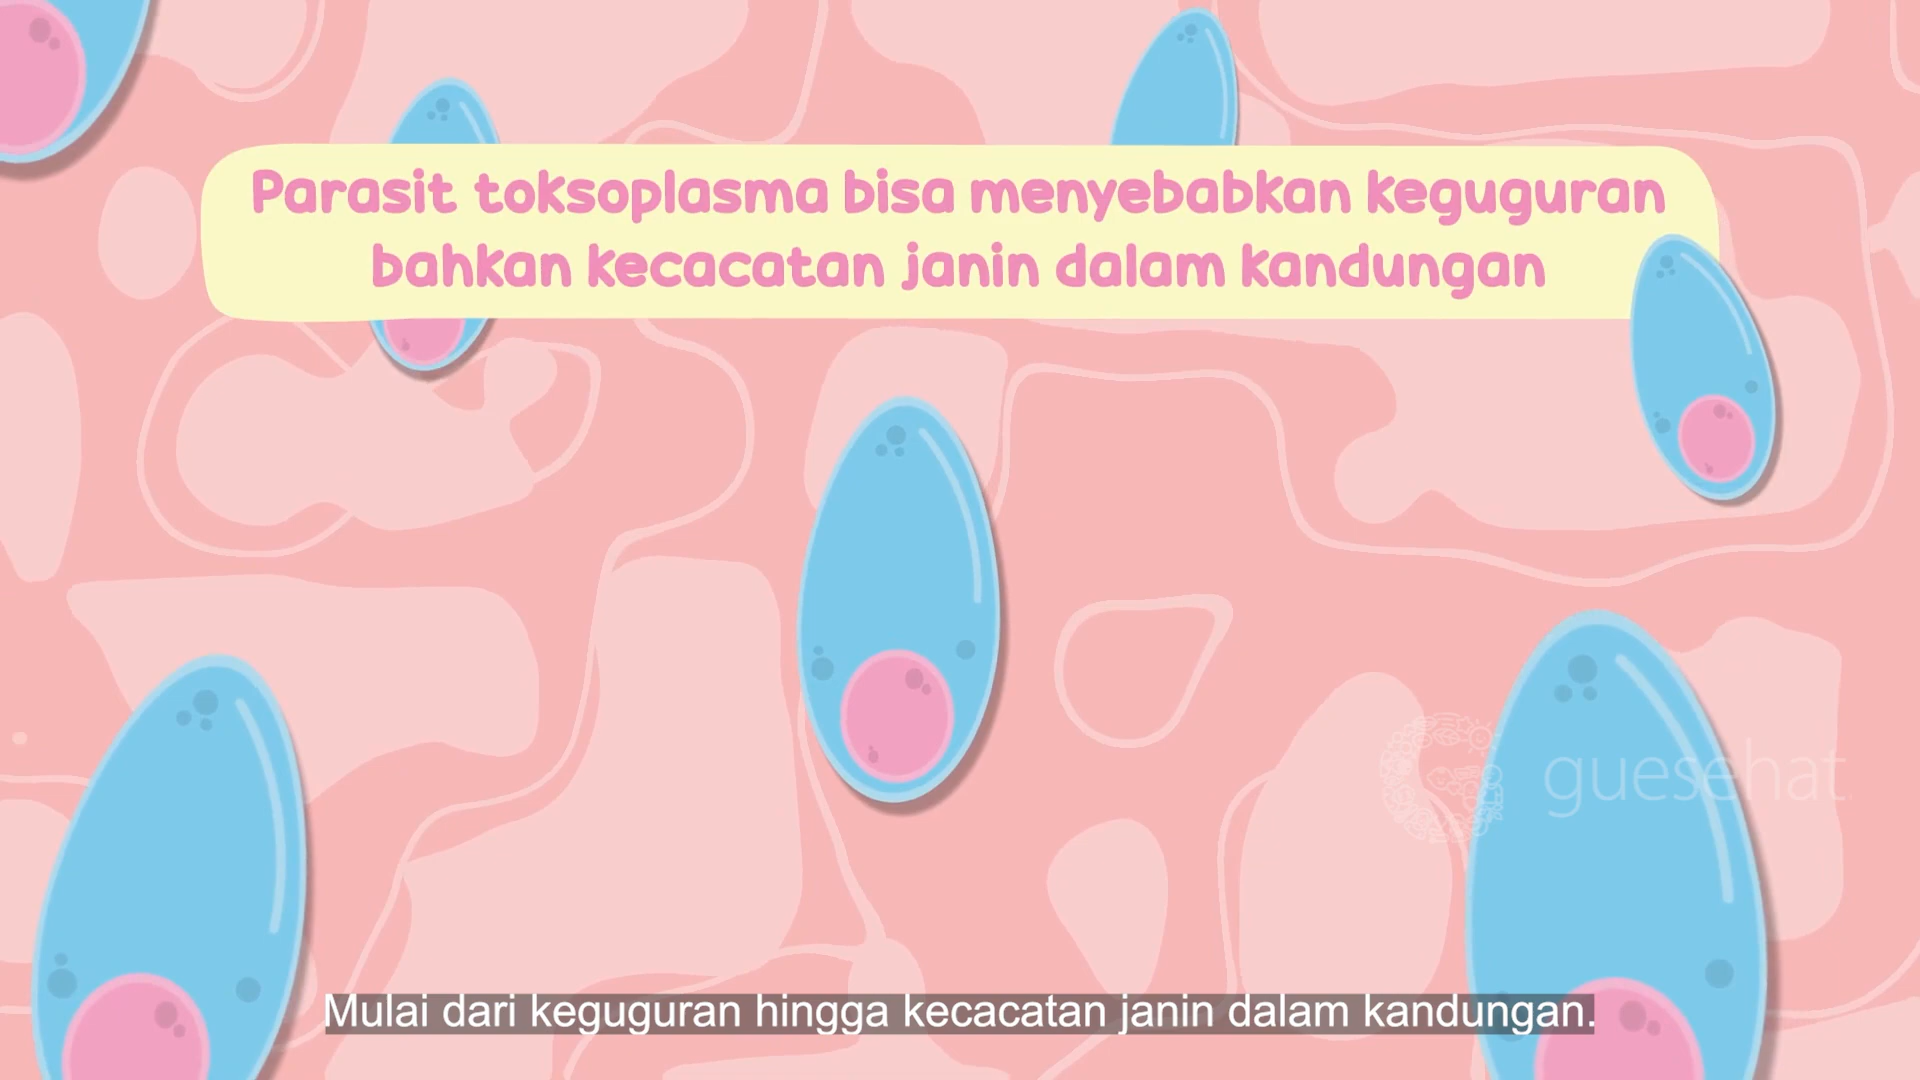 Parasit toksoplasma bisa menyebabkan keguguran
bahkan kecacatan janin dalam kandungan
guesehat
Mulai dari keguguran hingga kecacatan janin dalam kandungan.